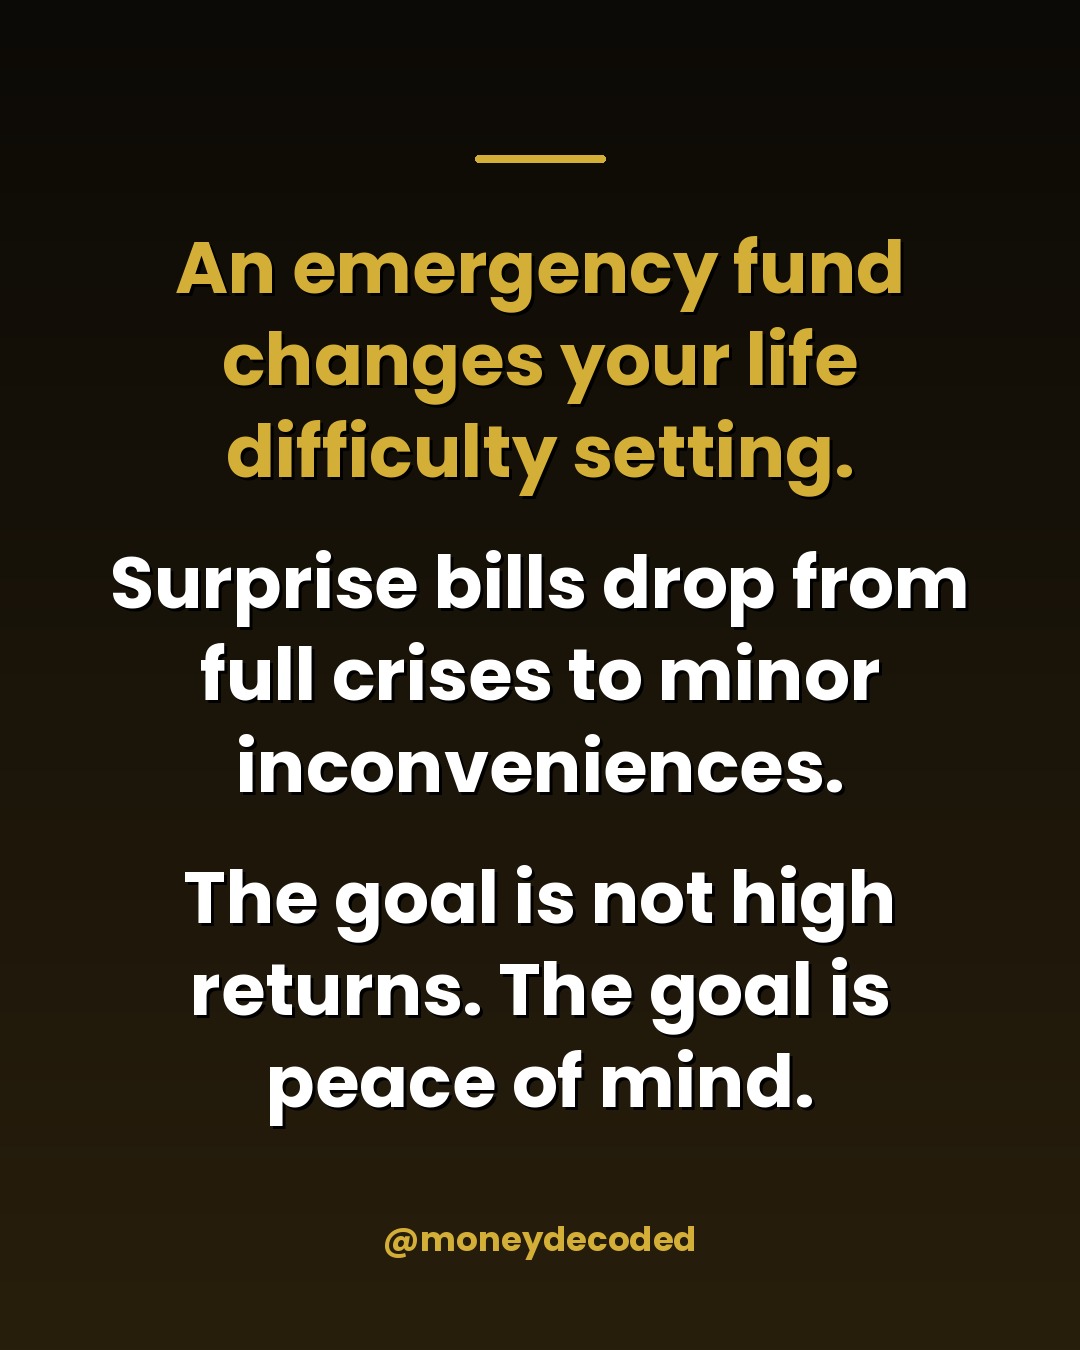 An emergency fund
changes your life
difficulty setting.
Surprise bills drop from
full crises to minor
inconveniences.
The goal is not high
returns. The goal is
peace of mind.
@moneydecoded